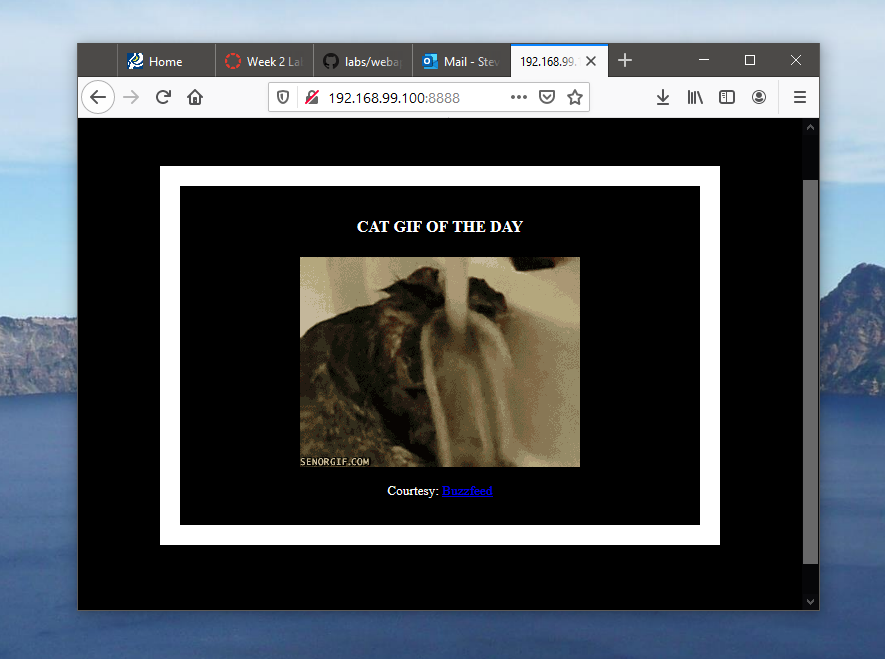 Home
Week 2 La
labs/weba
Mail - Stev
192.168.99.
192.168.99.100:8888
CAT GIF OF THE DAY
SENORGIF.COM
Courtesy: Buzzfeed